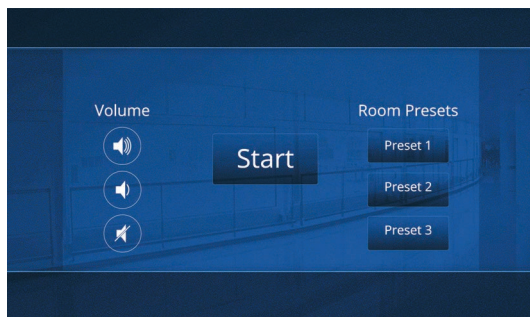 Volume
Start
Room Presets
Preset 1
Preset 2
Preset 3